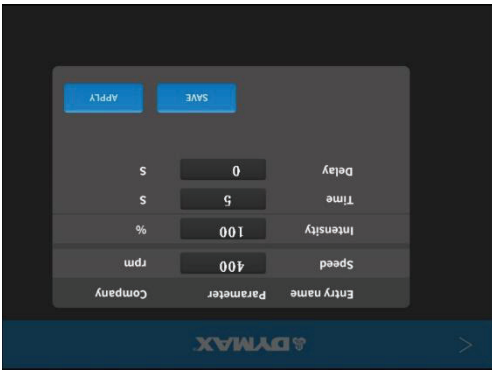 DYMAX
Entry name Parameter Company
Speed 400 rpm
Intensity 100 %
Time 5 S
Delay 0 S
SAVE APPLY